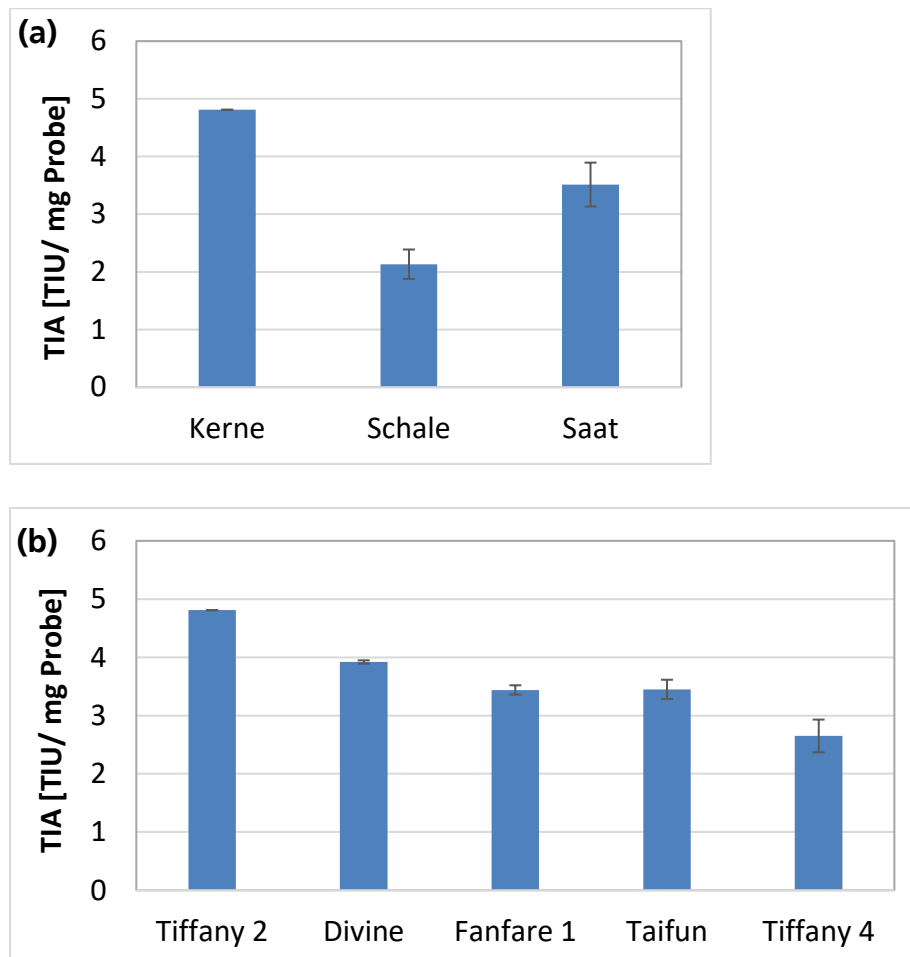 (a)
TIA [TIU/ mg Probe]
6
5
4
3
2
1
0
Kerne Schale Saat
(b)
TIA [TIU/ mg Probe]
6
5
4
3
2
1
0
Tiffany 2 Divine Fanfare 1 Taifun Tiffany 4